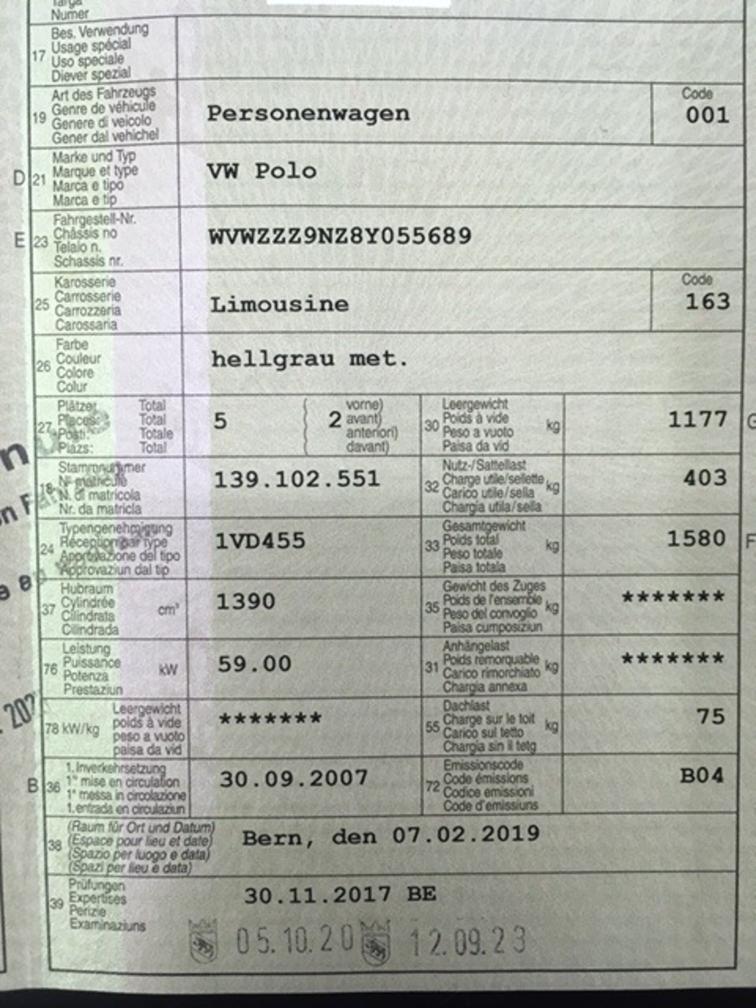 Targa
Numer
17 Bes. Verwendung
Usage spécial
Uso speciale
Diever spezial
19 Art des Fahrzeugs
Genre de véhicule
Genere di veicolo
Gener dal vehichel
Personenwagen
Code
001
D 21 Marke und Typ
Marque et type
Marca e tipo
Marca e tip
VW Polo
E 23 Fahrgestell-Nr.
Châssis no
Telaio n.
Schassis nr.
WVWZZZ9NZ8Y055689
25 Karosserie
Carrosserie
Carrozzeria
Carossaria
Limousine
Code
163
26 Farbe
Couleur
Colore
Colur
hellgrau met.
27 Plätze Total
Places: Total
Posti: Totale
Plazs: Total
5
( 2 vorne)
avant)
anteriori)
davant)
30 Leergewicht
Poids à vide kg
Peso a vuoto
Paisa da vid
1177
G
18 Stammnummer
N° matricule
N. di matricola
Nr. da matricla
139.102.551
32 Nutz-/Sattellast
Charge utile/sellette kg
Carico utile/sella
Chargia utila/sella
403
24 Typengenehmigung
Réception par type
Approvazione del tipo
Approvaziun dal tip
1VD455
33 Gesamtgewicht
Poids total kg
Peso totale
Paisa totala
1580
F
37 Hubraum
Cylindrée cm³
Cilindrata
Cilindrada
1390
35 Gewicht des Zuges
Poids de l'ensemble kg
Peso del convoglio
Paisa cumposiziun
*******
76 Leistung
Puissance kW
Potenza
Prestaziun
59.00
31 Anhängelast
Poids remorquable kg
Carico rimorchiato
Chargia annexa
*******
78 kW/kg Leergewicht
poids à vide
peso a vuoto
paisa da vid
*******
55 Dachlast
Charge sur le toit kg
Carico sul tetto
Chargia sin il tetg
75
B 36 1. Inverkehrsetzung
1re mise en circulation
1a messa in circolazione
1. entrada en circulaziun
30.09.2007
72 Emissionscode
Code émissions
Codice emissioni
Code d'emissiuns
B04
38 (Raum für Ort und Datum)
(Espace pour lieu et date)
(Spazio per luogo e data)
(Spazi per lieu e data)
Bern, den 07.02.2019
39 Prüfungen
Expertises
Perizie
Examinaziuns
30.11.2017 BE
05.10.20 12.09.23